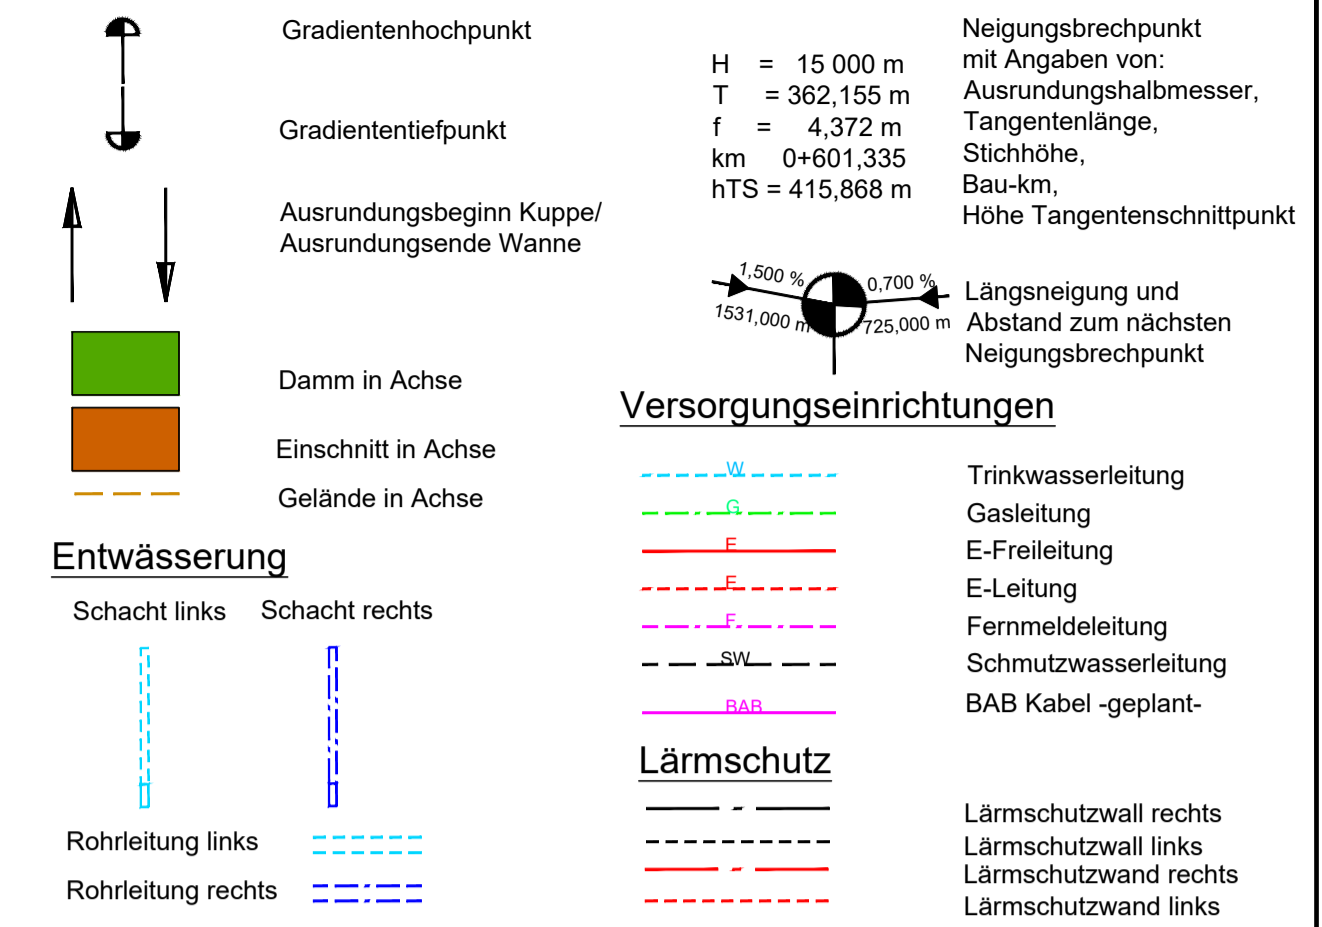 Gradientenhochpunkt
Gradiententiefpunkt
Ausrundungsbeginn Kuppe/
Ausrundungsende Wanne
Damm in Achse
Einschnitt in Achse
Gelände in Achse
Entwässerung
Schacht links
Schacht rechts
Rohrleitung links
Rohrleitung rechts
H = 15 000 m
T = 362,155 m
f = 4,372 m
km 0+601,335
hTS = 415,868 m
Neigungsbrechpunkt
mit Angaben von:
Ausrundungshalbmesser,
Tangentenlänge,
Stichhöhe,
Bau-km,
Höhe Tangentenschnittpunkt
1,500 %
0,700 %
1531,000 m
725,000 m
Längsneigung und
Abstand zum nächsten
Neigungsbrechpunkt
Versorgungseinrichtungen
W Trinkwasserleitung
G Gasleitung
E E-Freileitung
E E-Leitung
F Fernmeldeleitung
SW Schmutzwasserleitung
BAB BAB Kabel -geplant-
Lärmschutz
Lärmschutzwall rechts
Lärmschutzwall links
Lärmschutzwand rechts
Lärmschutzwand links